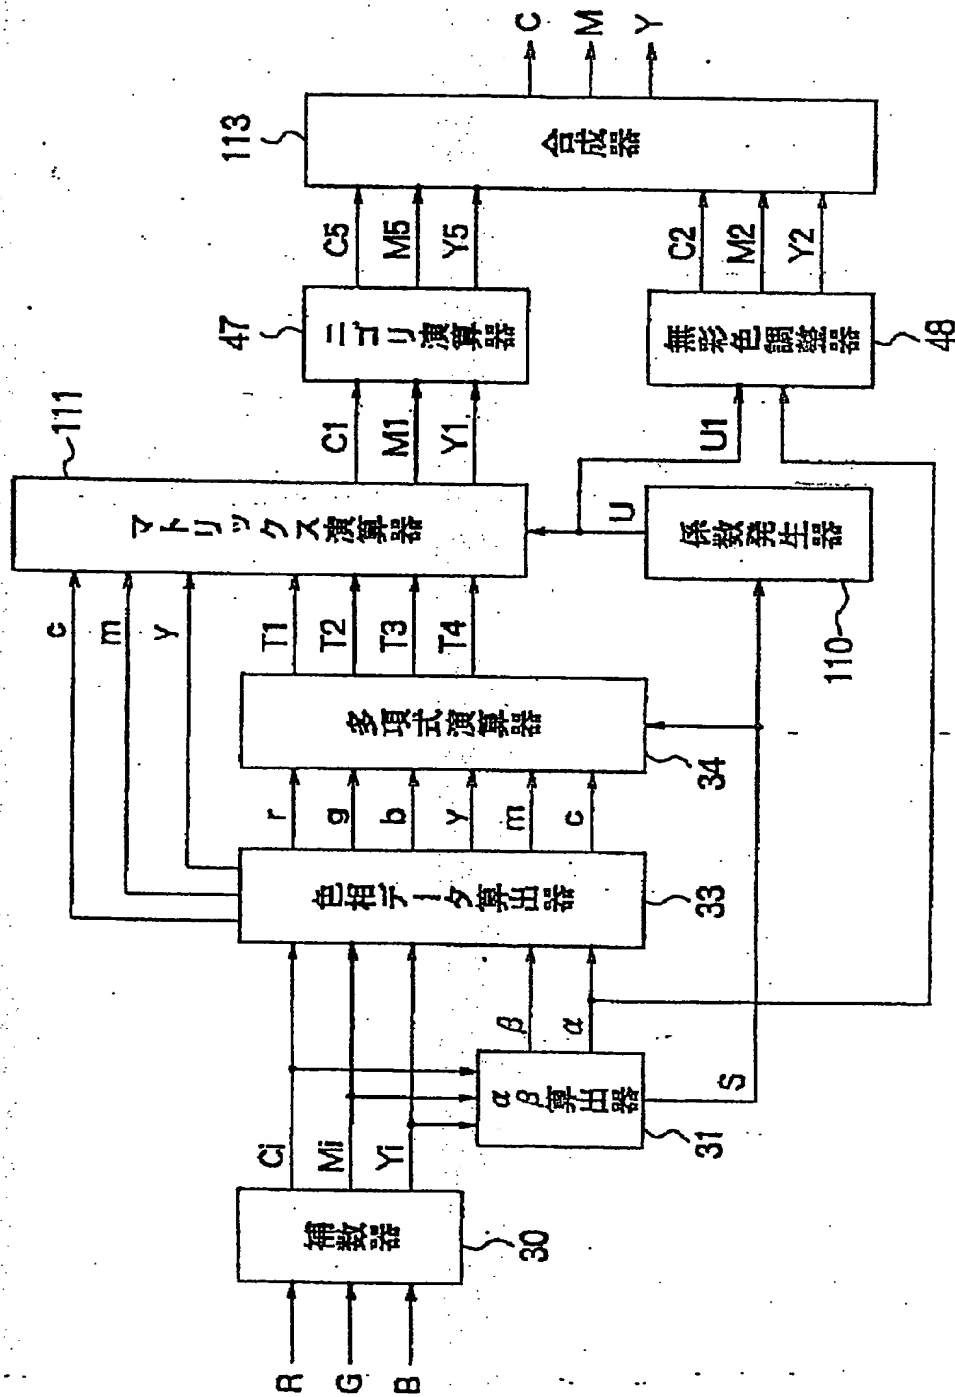 R
G
B
補数器
30
Ci
Mi
Yi
αβ算出器
31
β
α
S
色相データ算出器
33
r
g
b
y
m
c
c
m
y
多項式演算器
34
T1
T2
T3
T4
マトリックス演算器
111
係数発生器
110
U
U1
C1
M1
Y1
ニゴリ演算器
47
無彩色調整器
48
C5
M5
Y5
C2
M2
Y2
合成器
113
C
M
Y